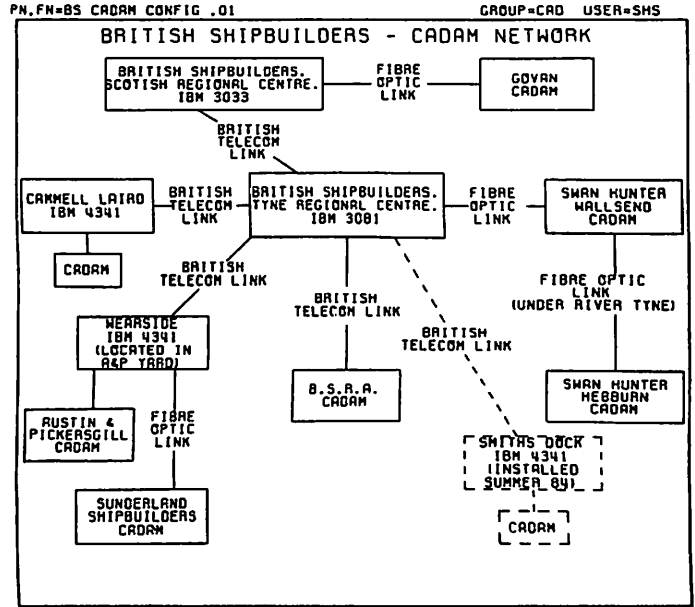 PN,FN=BS CADAM CONFIG .01
GROUP=CAD USER=SMS
BRITISH SHIPBUILDERS - CADAM NETWORK
BRITISH SHIPBUILDERS.
SCOTISH REGIONAL CENTRE.
IBM 3033
FIBRE
OPTIC
LINK
GOVAN
CADAM
BRITISH
TELECOM
LINK
CAMMELL LAIRD
IBM 4341
BRITISH
TELECOM
LINK
BRITISH SHIPBUILDERS.
TYNE REGIONAL CENTRE.
IBM 3081
FIBRE
OPTIC
LINK
SWAN HUNTER
WALLSEND
CADAM
CADAM
BRITISH
TELECOM LINK
BRITISH
TELECOM LINK
BRITISH
TELECOM LINK
FIBRE OPTIC
LINK
(UNDER RIVER TYNE)
WEARSIDE
IBM 4341
(LOCATED IN
A&P YARD)
B.S.R.A.
CADAM
SWAN HUNTER
HEBBURN
CADAM
AUSTIN &
PICKERSGILL
CADAM
FIBRE
OPTIC
LINK
SMITHS DOCK
IBM 4341
(INSTALLED
SUMMER 84)
SUNDERLAND
SHIPBUILDERS
CADAM
CADAM